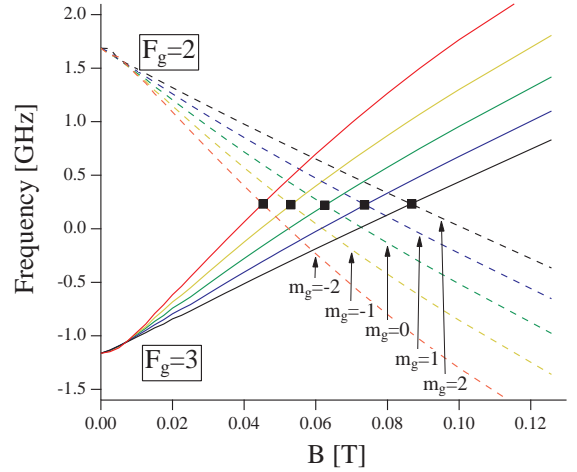 2.0
1.5
1.0
0.5
0.0
-0.5
-1.0
-1.5
Frequency [GHz]
F_g=2
F_g=3
m_g=-2
m_g=-1
m_g=0
m_g=1
m_g=2
0.00 0.02 0.04 0.06 0.08 0.10 0.12
B [T]